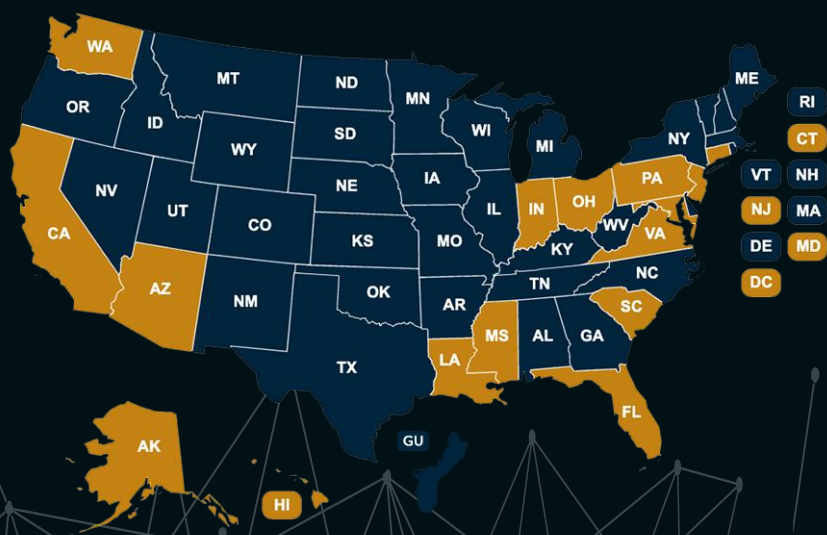 WA
MT
ND
MN
ME
OR
ID
SD
WI
MI
NY
RI
CT
WY
NE
IA
PA
VT
NH
NV
UT
CO
IL
IN
OH
WV
VA
NJ
MA
CA
KS
MO
KY
DE
MD
AZ
NM
OK
AR
TN
NC
DC
TX
LA
MS
AL
GA
SC
FL
GU
AK
HI